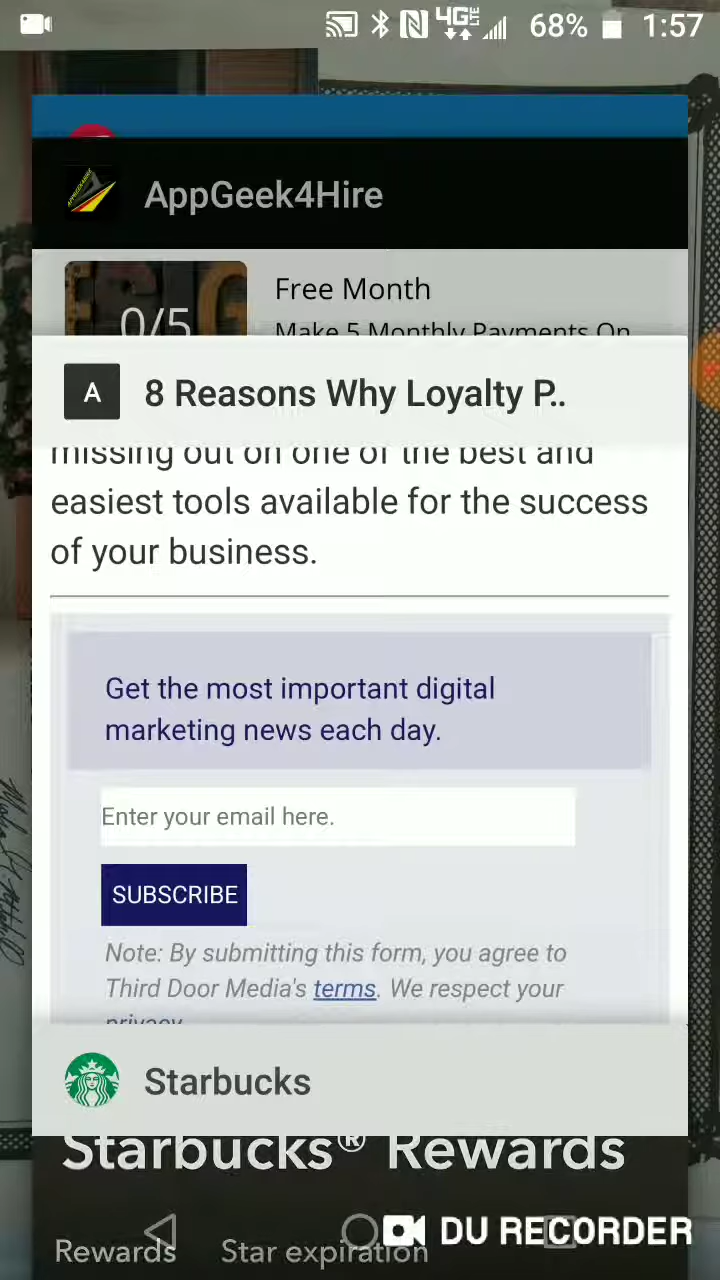 4G LTE 68% 1:57
AppGeek4Hire
0/5
Free Month
Make 5 Monthly Payments On
A
8 Reasons Why Loyalty P..
missing out on one of the best and
easiest tools available for the success
of your business.
Get the most important digital
marketing news each day.
Enter your email here.
SUBSCRIBE
Note: By submitting this form, you agree to
Third Door Media's terms. We respect your
privacy
Starbucks
Starbucks® Rewards
DU RECORDER
Rewards Star expiration